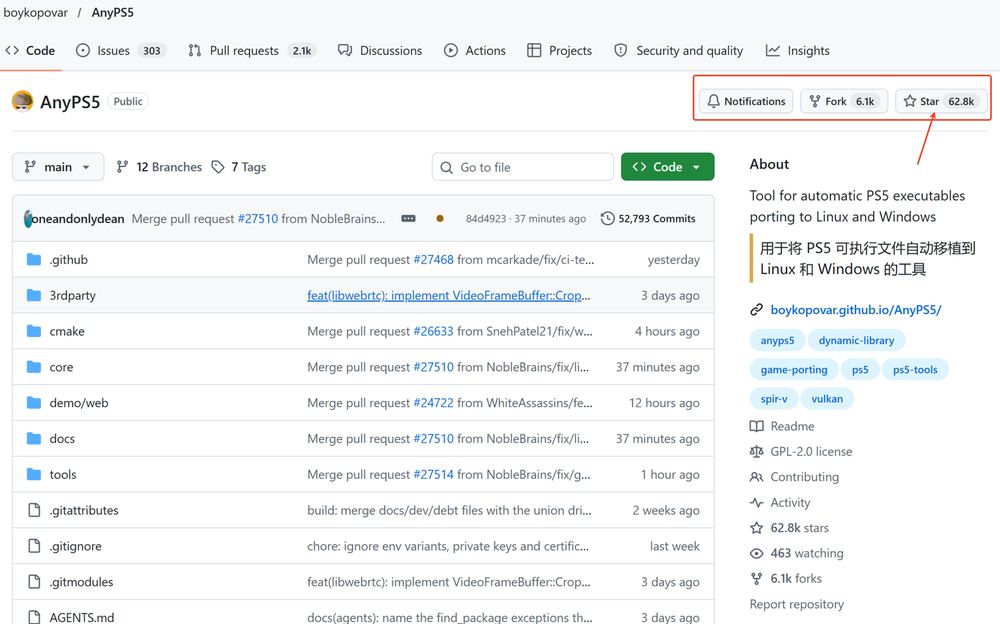 boykopovar / AnyPS5
Code Issues 303 Pull requests 2.1k Discussions Actions Projects Security and quality Insights
AnyPS5 Public
Notifications Fork 6.1k Star 62.8k
main 12 Branches 7 Tags Go to file Code
oneandonlydean Merge pull request #27510 from NobleBrains... 84d4923 · 37 minutes ago 52,793 Commits
.github Merge pull request #27468 from mcarkade/fix/ci-te... yesterday
3rdparty feat(libwebrtc): implement VideoFrameBuffer::Crop... 3 days ago
cmake Merge pull request #26633 from SnehPatel21/fix/w... 4 hours ago
core Merge pull request #27510 from NobleBrains/fix/li... 37 minutes ago
demo/web Merge pull request #24722 from WhiteAssassins/fe... 12 hours ago
docs Merge pull request #27510 from NobleBrains/fix/li... 37 minutes ago
tools Merge pull request #27514 from NobleBrains/fix/g... 1 hour ago
.gitattributes build: merge docs/dev/debt files with the union dri... 2 weeks ago
.gitignore chore: ignore env variants, private keys and certific... last week
.gitmodules feat(libwebrtc): implement VideoFrameBuffer::Crop... 3 days ago
AGENTS.md docs(agents): name the find_package exceptions th... 3 days ago
About
Tool for automatic PS5 executables
porting to Linux and Windows
用于将 PS5 可执行文件自动移植到
Linux 和 Windows 的工具
boykopovar.github.io/AnyPS5/
anyps5 dynamic-library
game-porting ps5 ps5-tools
spir-v vulkan
Readme
GPL-2.0 license
Contributing
Activity
62.8k stars
463 watching
6.1k forks
Report repository